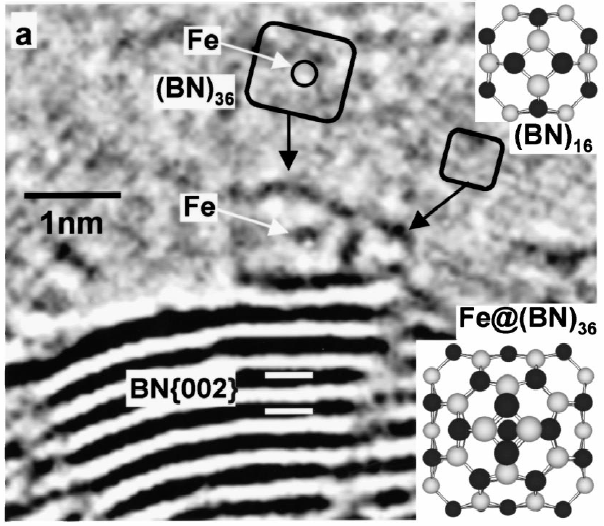 a
Fe
(BN)36
(BN)16
1nm
Fe
Fe@(BN)36
BN{002}